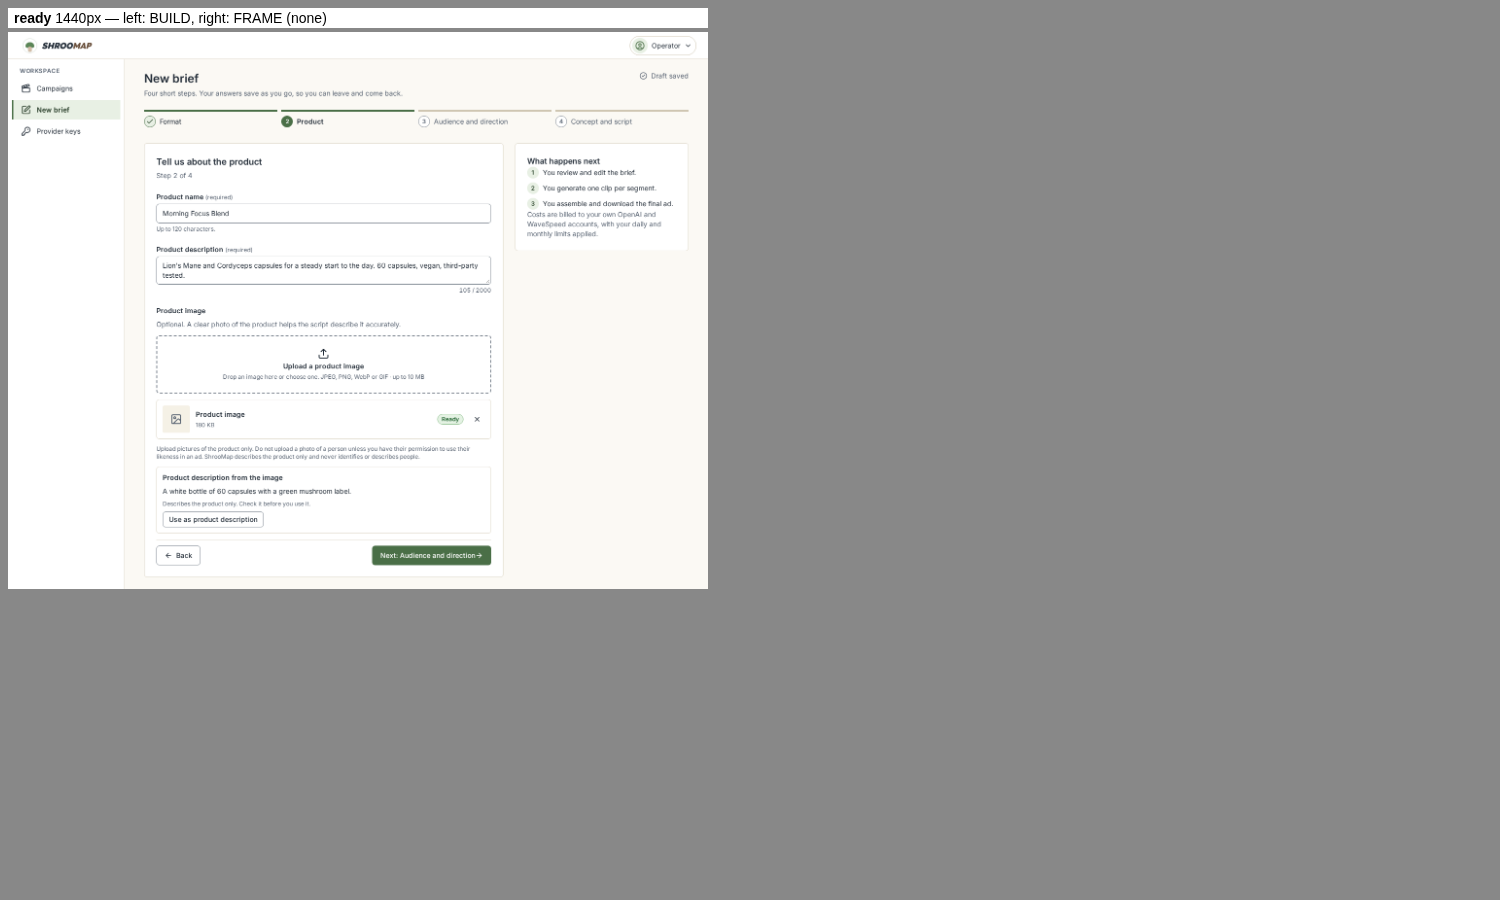 ready 1440px — left: BUILD, right: FRAME (none)
SHROOMAP
Operator
WORKSPACE
Campaigns
New brief
Provider keys
New brief
Draft saved
Four short steps. Your answers save as you go, so you can leave and come back.
Format
2 Product
3 Audience and direction
4 Concept and script
Tell us about the product
Step 2 of 4
Product name (required)
Morning Focus Blend
Up to 120 characters.
Product description (required)
Lion's Mane and Cordyceps capsules for a steady start to the day. 60 capsules, vegan, third-party
tested.
105 / 2000
Product image
Optional. A clear photo of the product helps the script describe it accurately.
Upload a product image
Drop an image here or choose one. JPEG, PNG, WebP or GIF · up to 10 MB
Product image
180 KB
Ready
Upload pictures of the product only. Do not upload a photo of a person unless you have their permission to use their
likeness in an ad. ShrooMap describes the product only and never identifies or describes people.
Product description from the image
A white bottle of 60 capsules with a green mushroom label.
Describes the product only. Check it before you use it.
Use as product description
Back
Next: Audience and direction
What happens next
1 You review and edit the brief.
2 You generate one clip per segment.
3 You assemble and download the final ad.
Costs are billed to your own OpenAI and
WaveSpeed accounts, with your daily and
monthly limits applied.